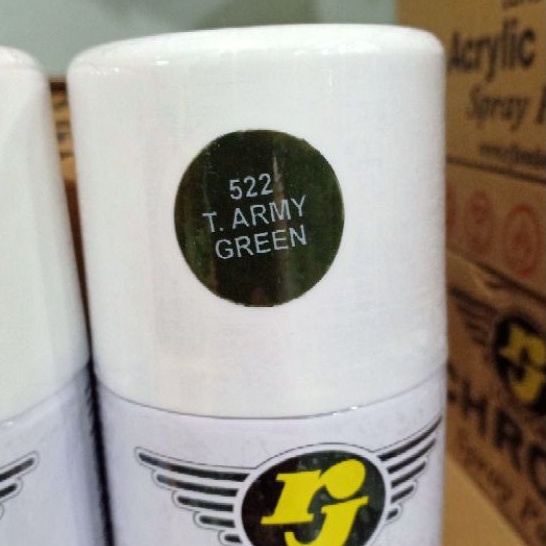 522
T. ARMY
GREEN
rj
Acrylic
Spray
rj
CHRO
Spray